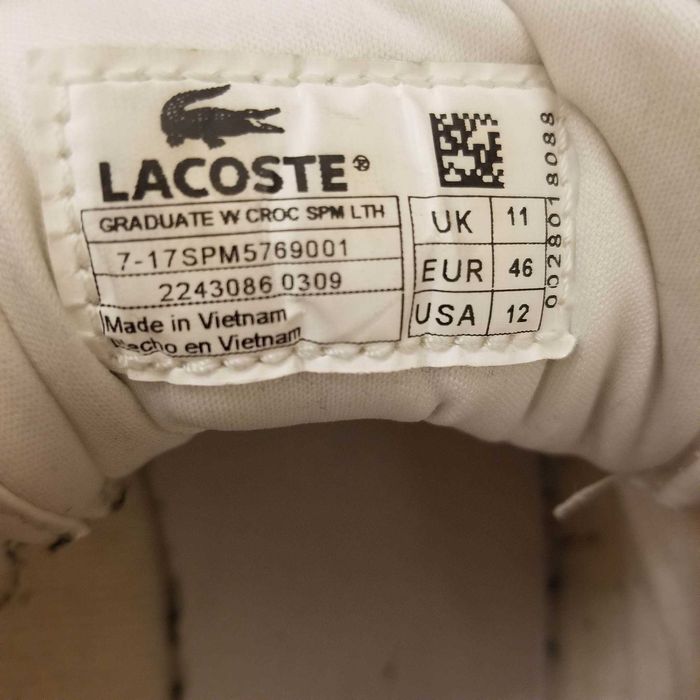 LACOSTE®
GRADUATE W CROC SPM LTH
7-17SPM5769001
2243086 0309
Made in Vietnam
Hecho en Vietnam
UK 11
EUR 46
USA 12
002801 8088